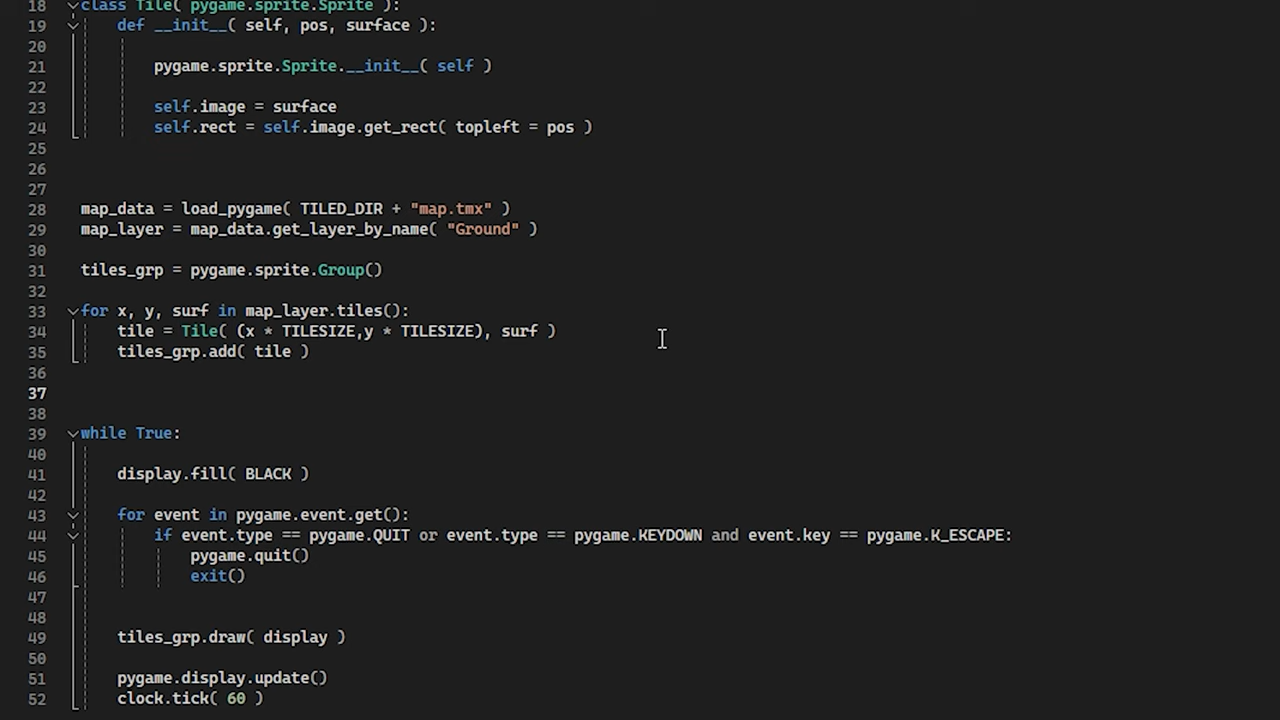 18 class Tile( pygame.sprite.Sprite ):
19 def __init__( self, pos, surface ):
20
21 pygame.sprite.Sprite.__init__( self )
22
23 self.image = surface
24 self.rect = self.image.get_rect( topleft = pos )
25
26
27
28 map_data = load_pygame( TILED_DIR + "map.tmx" )
29 map_layer = map_data.get_layer_by_name( "Ground" )
30
31 tiles_grp = pygame.sprite.Group()
32
33 for x, y, surf in map_layer.tiles():
34 tile = Tile( (x * TILESIZE,y * TILESIZE), surf )
35 tiles_grp.add( tile )
36
37
38
39 while True:
40
41 display.fill( BLACK )
42
43 for event in pygame.event.get():
44 if event.type == pygame.QUIT or event.type == pygame.KEYDOWN and event.key == pygame.K_ESCAPE:
45 pygame.quit()
46 exit()
47
48
49 tiles_grp.draw( display )
50
51 pygame.display.update()
52 clock.tick( 60 )